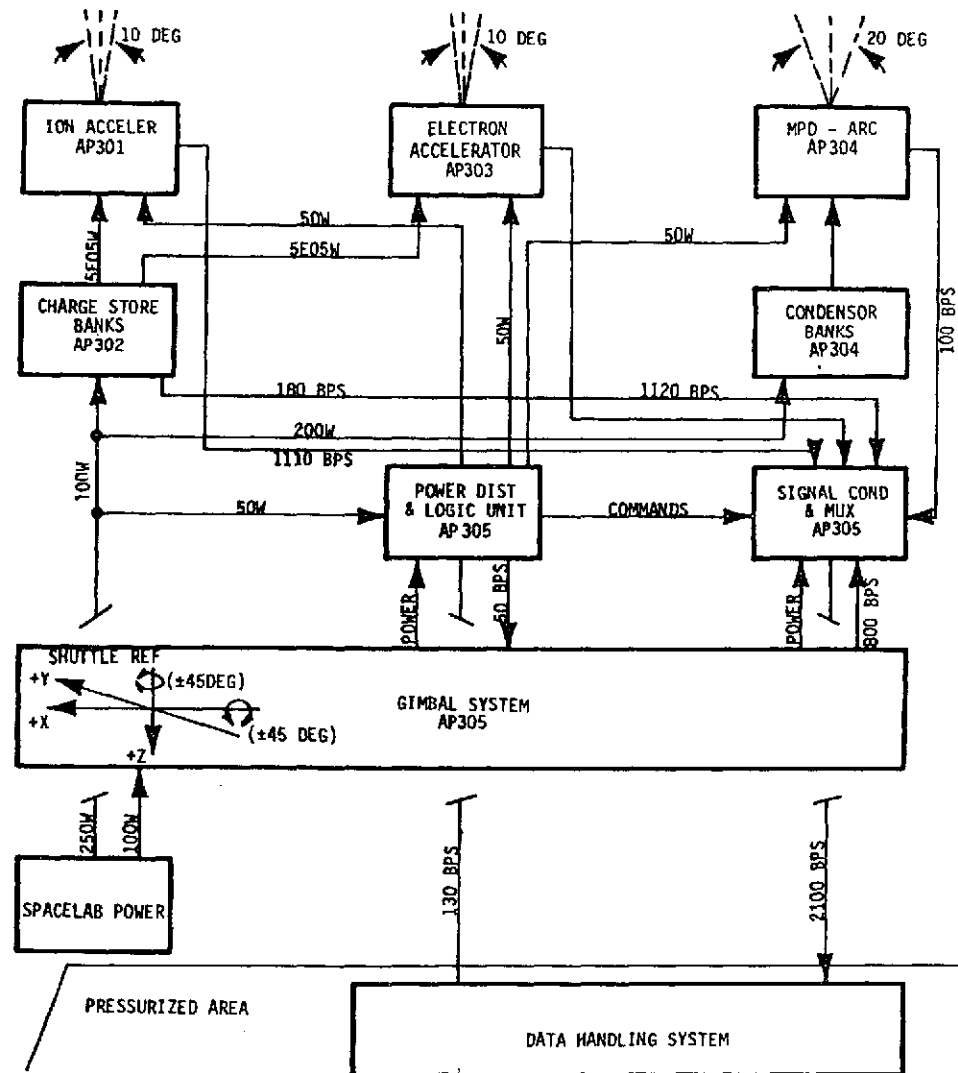 10 DEG
10 DEG
20 DEG
ION ACCELER
AP301
ELECTRON
ACCELERATOR
AP303
MPD - ARC
AP304
50W
5E05W
50W
5E05W
50W
100 BPS
CHARGE STORE
BANKS
AP302
CONDENSOR
BANKS
AP304
180 BPS
1120 BPS
200W
1110 BPS
100W
50W
POWER DIST
& LOGIC UNIT
AP305
COMMANDS
SIGNAL COND
& MUX
AP305
POWER
50 BPS
POWER
800 BPS
SHUTTLE REF
+Y
(±45DEG)
+X
(±45 DEG)
+Z
GIMBAL SYSTEM
AP305
250W
100W
130 BPS
2100 BPS
SPACELAB POWER
PRESSURIZED AREA
DATA HANDLING SYSTEM